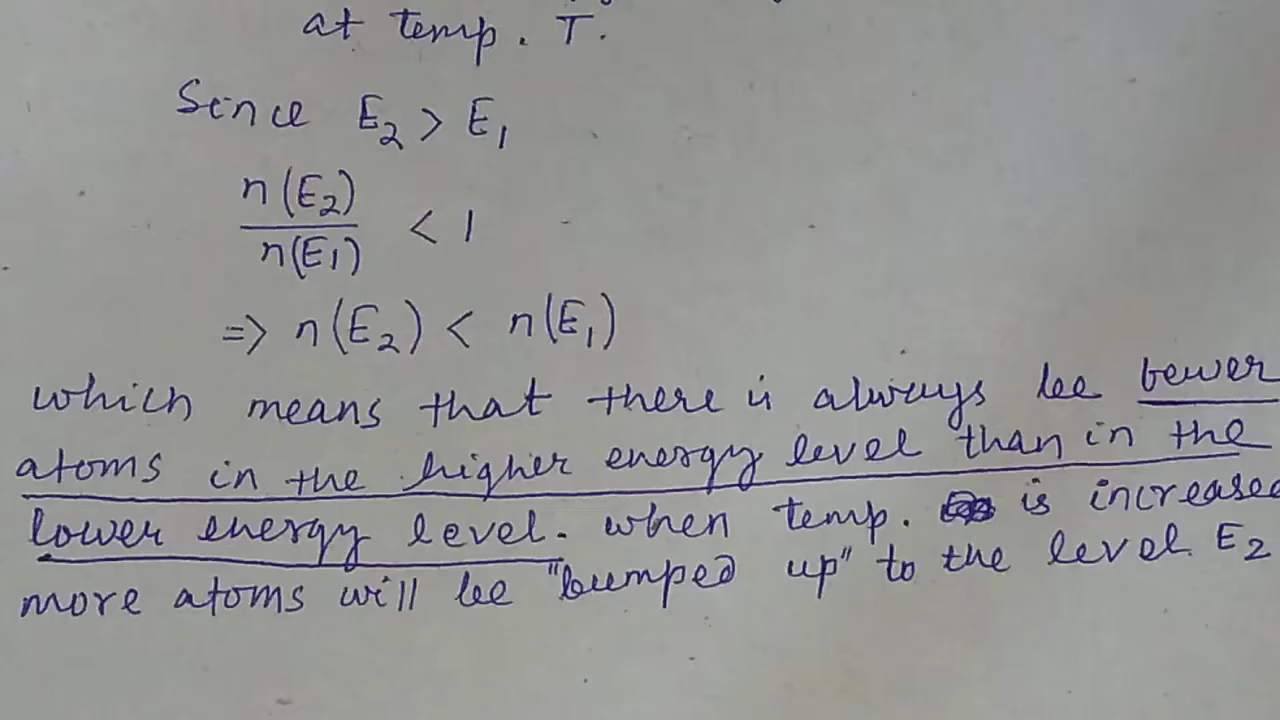 at temp. T.
Since E₂ > E₁
n(E₂)
n(E₁)
< 1
=> n(E₂) < n(E₁)
which means that there is always be fewer
atoms in the higher energy level than in the
lower energy level. when temp. is increased
more atoms will be "bumped up" to the level E₂